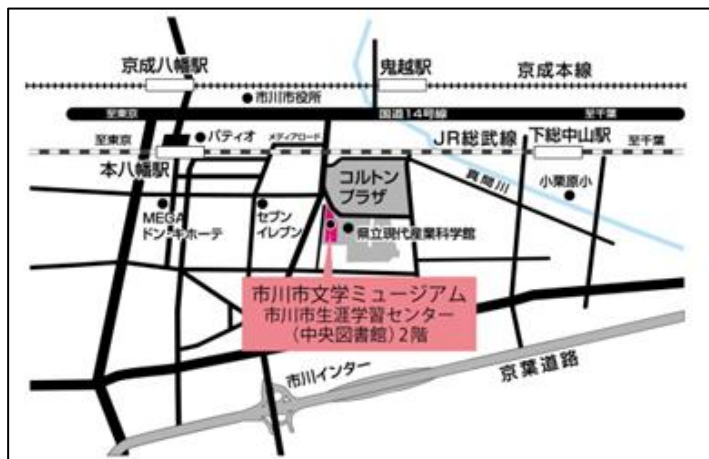 京成八幡駅
鬼越駅
京成本線
市川市役所
至東京
国道14号線
至千葉
至東京
パティオ
メディアロード
JR総武線
下総中山駅
至千葉
本八幡駅
コルトン
プラザ
真間川
小栗原小
MEGA
ドン・キホーテ
セブン
イレブン
県立現代産業科学館
市川市文学ミュージアム
市川市生涯学習センター
(中央図書館)2階
市川インター
京葉道路